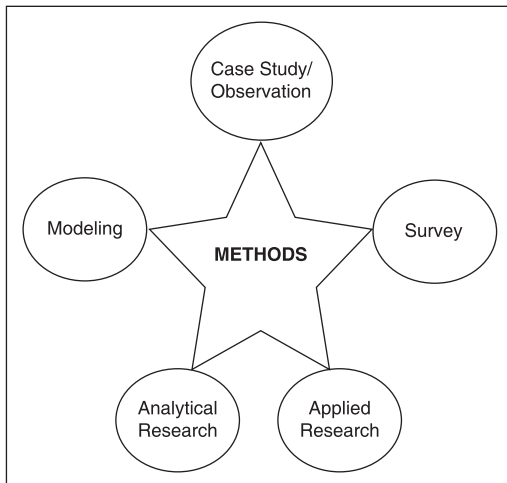 Case Study/
Observation
Modeling
METHODS
Survey
Analytical
Research
Applied
Research